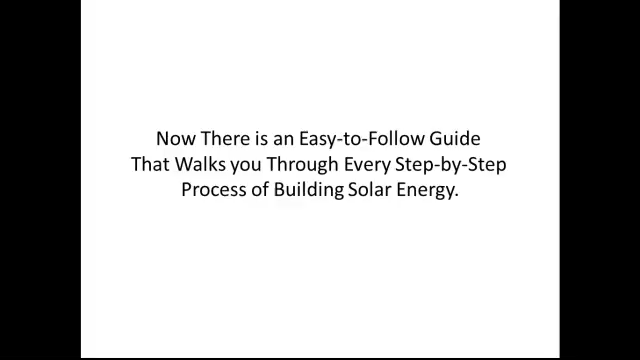 Now There is an Easy-to-Follow Guide
That Walks you Through Every Step-by-Step
Process of Building Solar Energy.